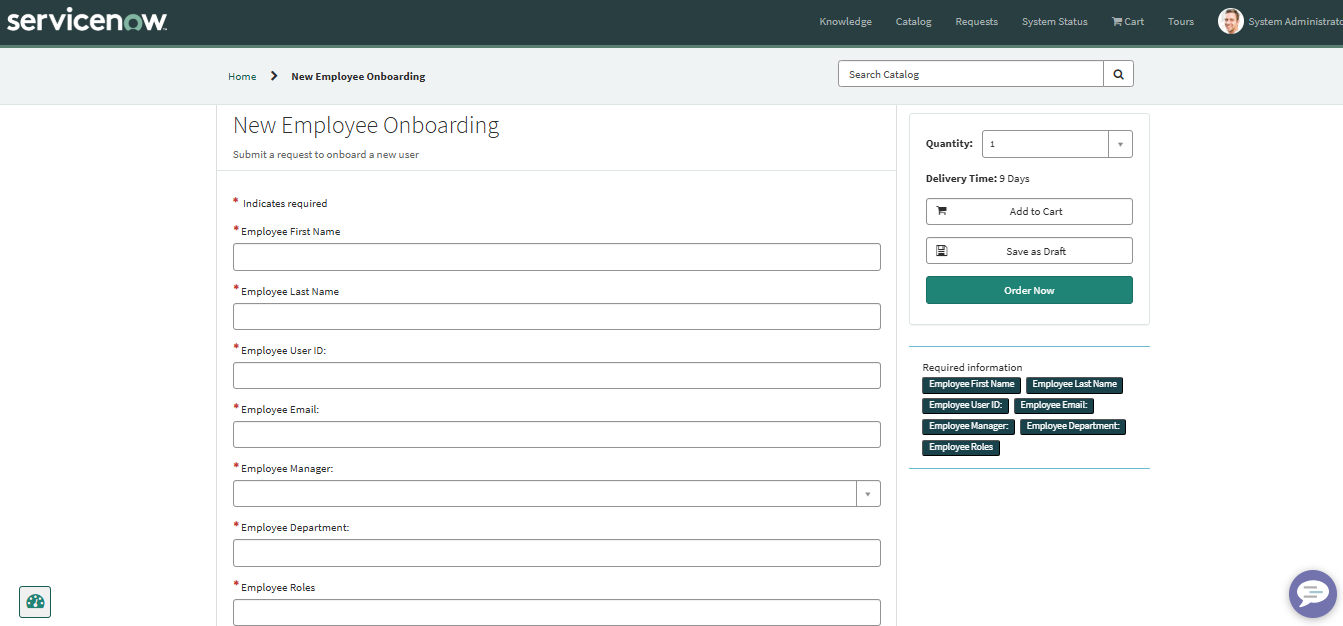 servicenow
Knowledge Catalog Requests System Status Cart Tours System Administrato
Home New Employee Onboarding Search Catalog
New Employee Onboarding
Submit a request to onboard a new user
* Indicates required
* Employee First Name
* Employee Last Name
* Employee User ID:
* Employee Email:
* Employee Manager:
* Employee Department:
* Employee Roles
Quantity: 1
Delivery Time: 9 Days
Add to Cart
Save as Draft
Order Now
Required information
Employee First Name Employee Last Name
Employee User ID: Employee Email:
Employee Manager: Employee Department:
Employee Roles